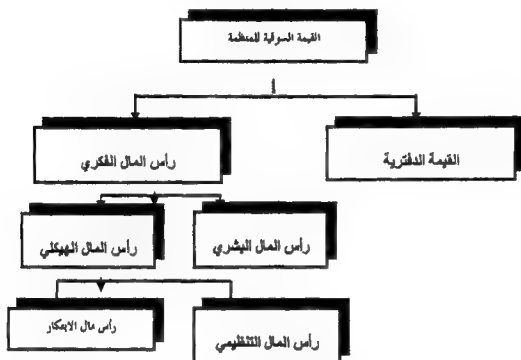 القيمة السوقية للمنظمة
القيمة الدفترية
رأس المال الفكري
رأس المال البشري
رأس المال الهيكلي
رأس المال التنظيمي
رأس مال الابتكار